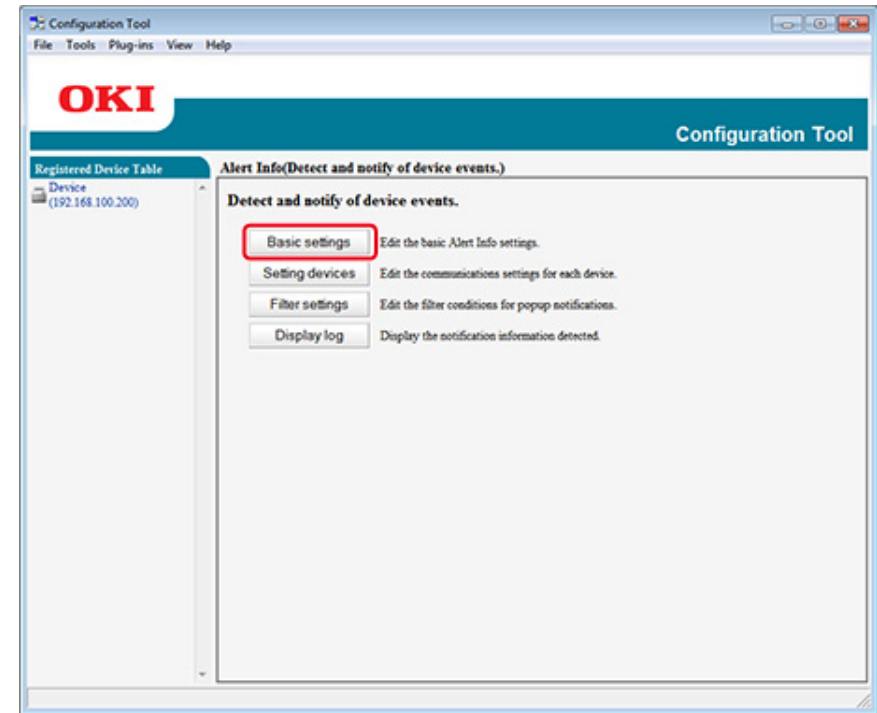 Configuration Tool
File Tools Plug-ins View Help
OKI
Configuration Tool
Registered Device Table
Device
(192.168.100.200)
Alert Info(Detect and notify of device events.)
Detect and notify of device events.
Basic settings Edit the basic Alert Info settings.
Setting devices Edit the communications settings for each device.
Filter settings Edit the filter conditions for popup notifications.
Display log Display the notification information detected.